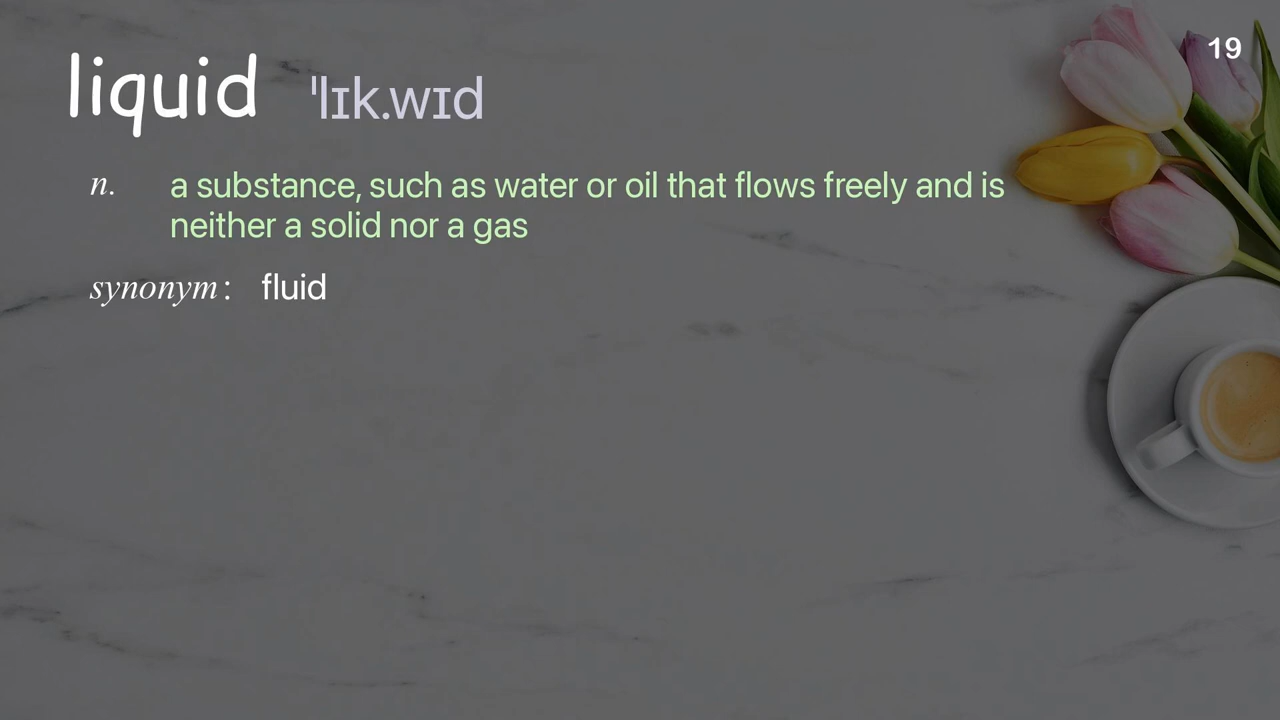 19
liquid ˈlɪk.wɪd
n. a substance, such as water or oil that flows freely and is
neither a solid nor a gas
synonym: fluid